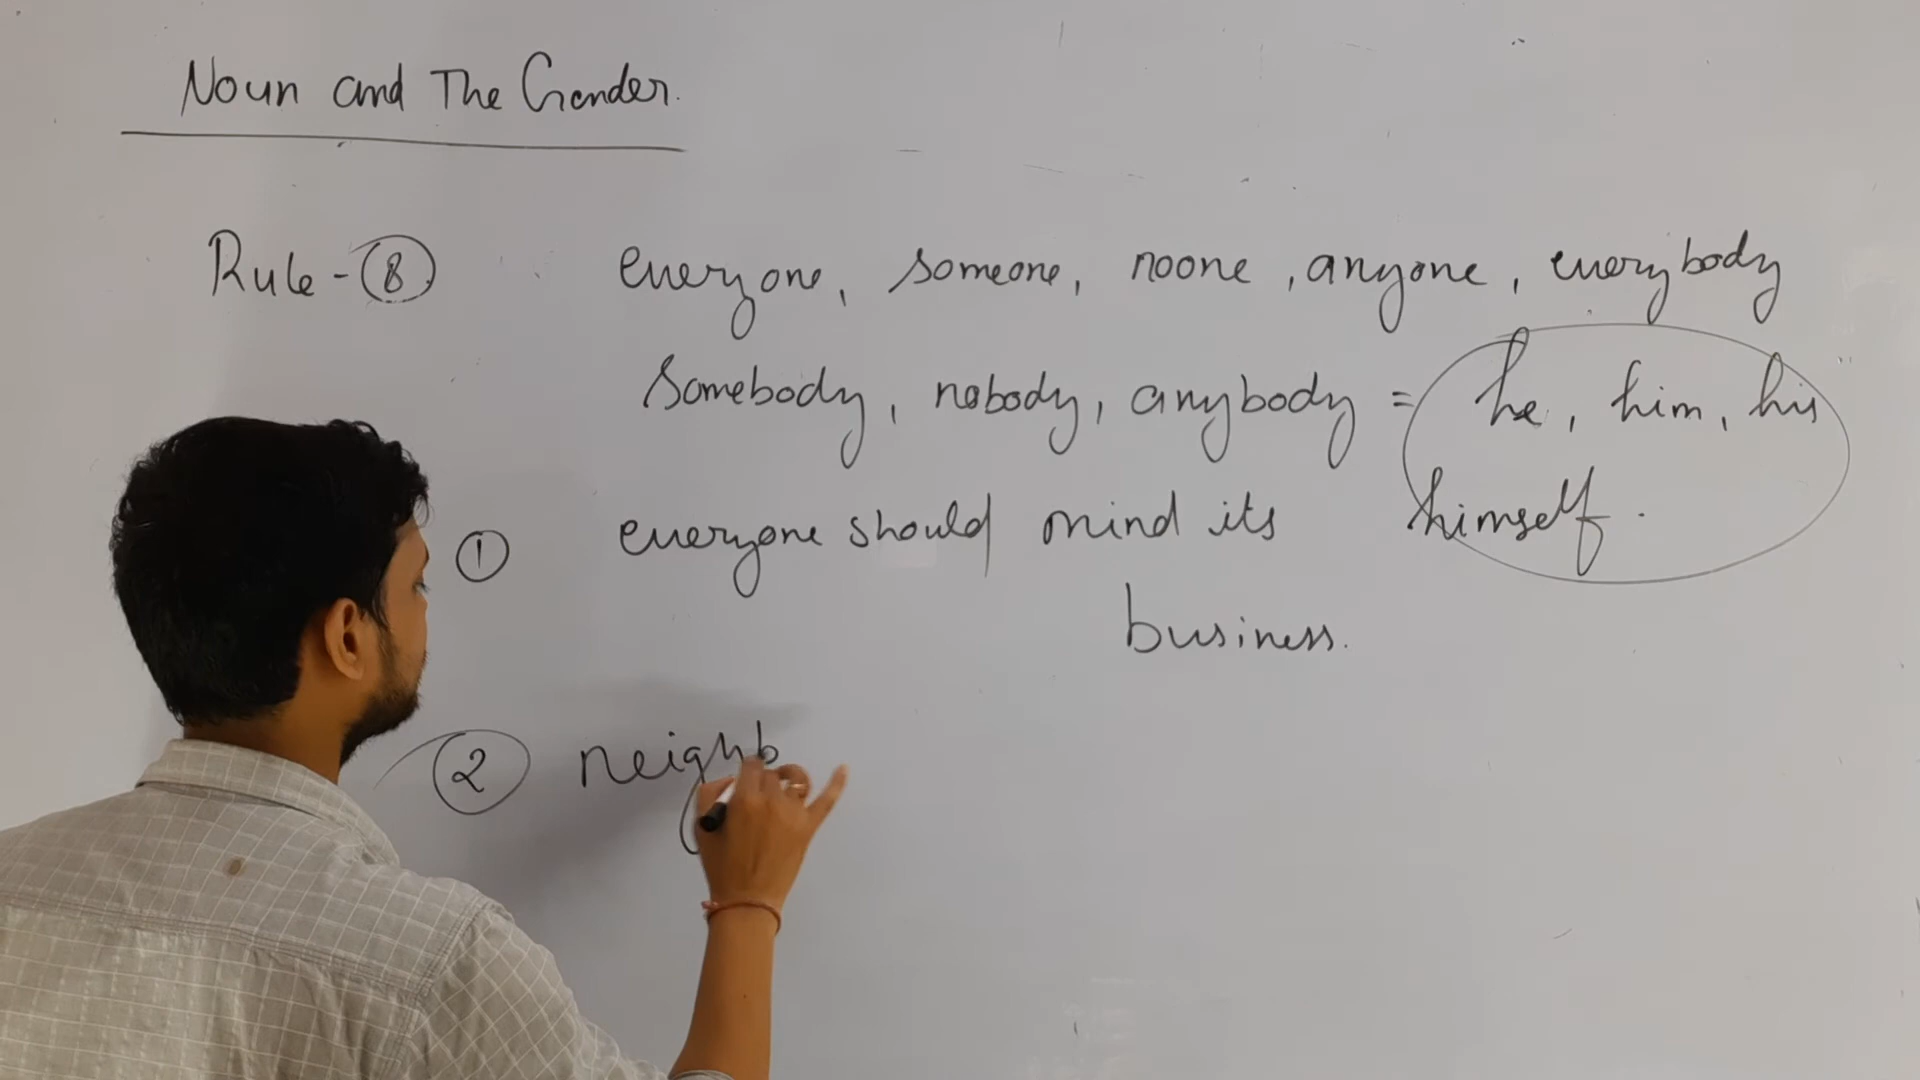 Noun and The Gender.
Rule - 8 everyone, someone, noone, anyone, everybody
somebody, nobody, anybody = he, him, his
himself.
1 everyone should mind its
business.
2 neighb